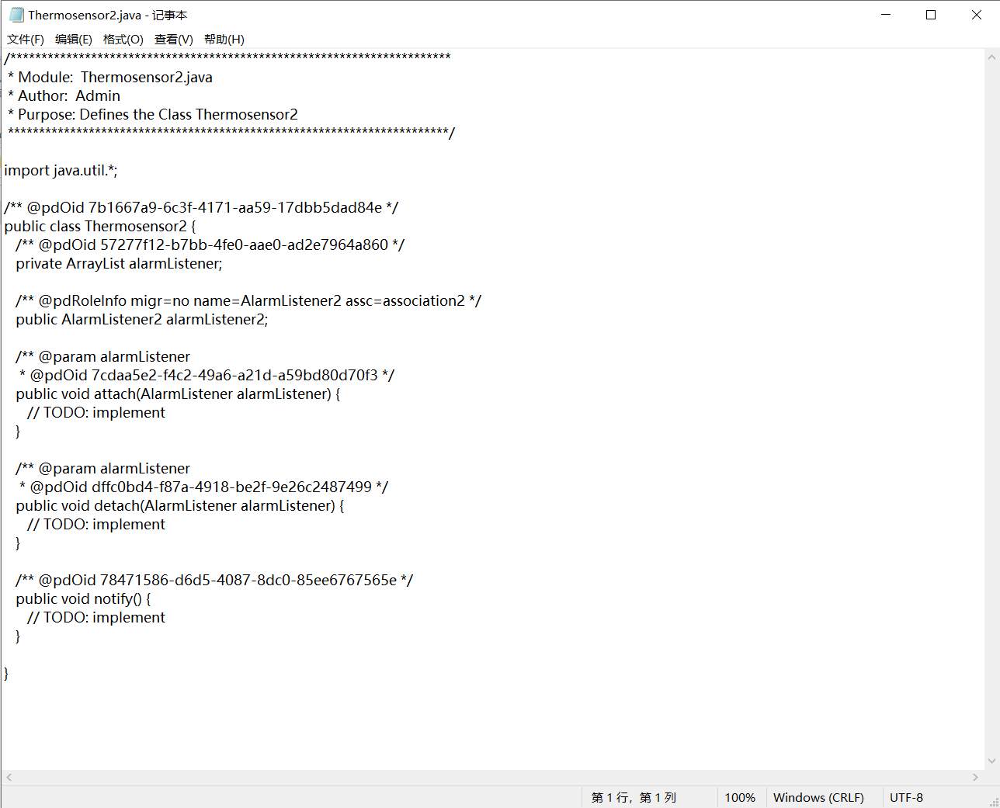 Thermosensor2.java - 记事本
文件(F) 编辑(E) 格式(O) 查看(V) 帮助(H)
/***********************************************************************
 * Module:  Thermosensor2.java
 * Author:  Admin
 * Purpose: Defines the Class Thermosensor2
 ***********************************************************************/
import java.util.*;
/** @pdOid 7b1667a9-6c3f-4171-aa59-17dbb5dad84e */
public class Thermosensor2 {
   /** @pdOid 57277f12-b7bb-4fe0-aae0-ad2e7964a860 */
   private ArrayList alarmListener;
   /** @pdRoleInfo migr=no name=AlarmListener2 assc=association2 */
   public AlarmListener2 alarmListener2;
   /** @param alarmListener
    * @pdOid 7cdaa5e2-f4c2-49a6-a21d-a59bd80d70f3 */
   public void attach(AlarmListener alarmListener) {
      // TODO: implement
   }
   /** @param alarmListener
    * @pdOid dffc0bd4-f87a-4918-be2f-9e26c2487499 */
   public void detach(AlarmListener alarmListener) {
      // TODO: implement
   }
   /** @pdOid 78471586-d6d5-4087-8dc0-85ee6767565e */
   public void notify() {
      // TODO: implement
   }
}
第 1 行，第 1 列 100% Windows (CRLF) UTF-8